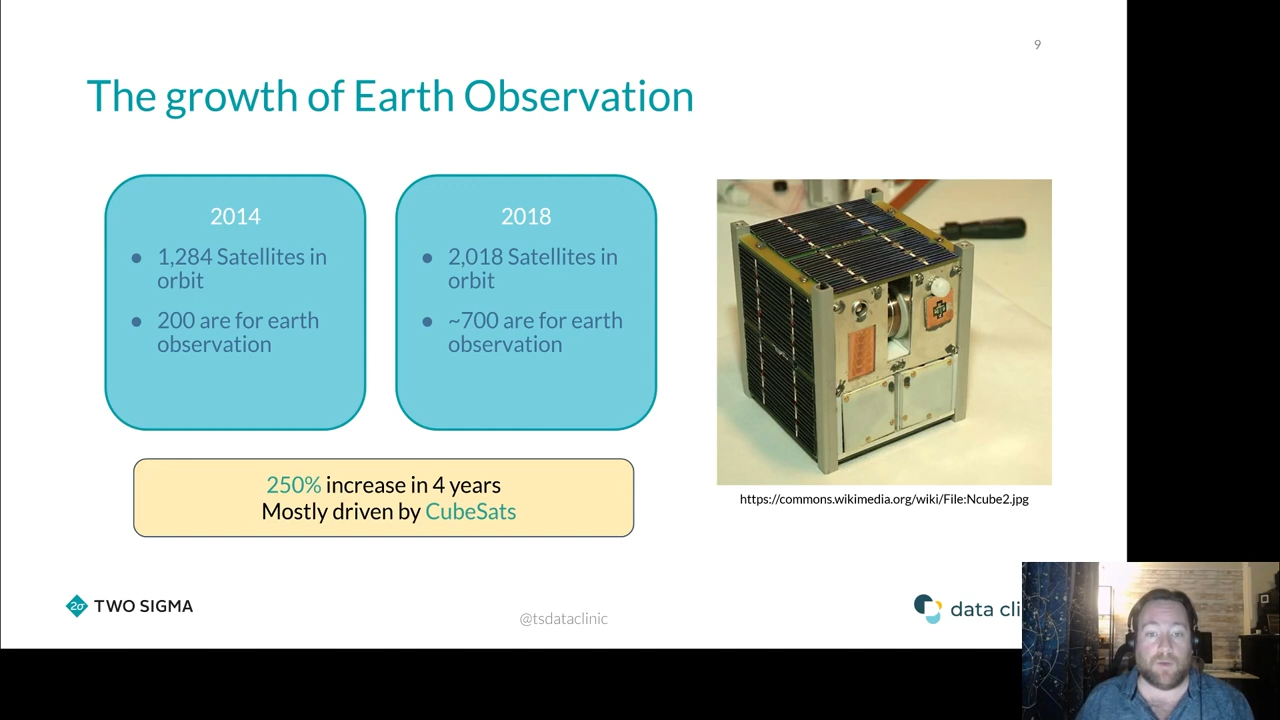 9
The growth of Earth Observation
2014
● 1,284 Satellites in
orbit
● 200 are for earth
observation
2018
● 2,018 Satellites in
orbit
● ~700 are for earth
observation
250% increase in 4 years
Mostly driven by CubeSats
https://commons.wikimedia.org/wiki/File:Ncube2.jpg
2σ TWO SIGMA
@tsdataclinic
data cli